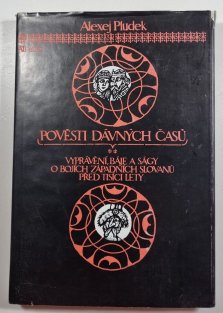 Alexej Pludek
POVĚSTI DÁVNÝCH ČASŮ
VYPRÁVĚNÍ, BÁJE A SÁGY
O BOJÍCH ZÁPADNÍCH SLOVANŮ
PŘED TISÍCI LETY